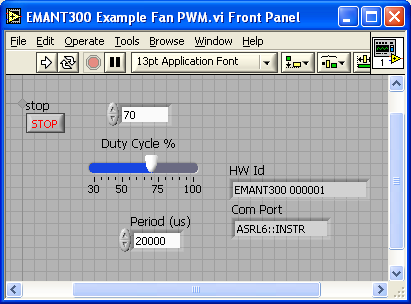 EMANT300 Example Fan PWM.vi Front Panel
File Edit Operate Tools Browse Window Help
13pt Application Font
1
stop
STOP
70
Duty Cycle %
30 50 75 100
HW Id
EMANT300 000001
Com Port
ASRL6::INSTR
Period (us)
20000